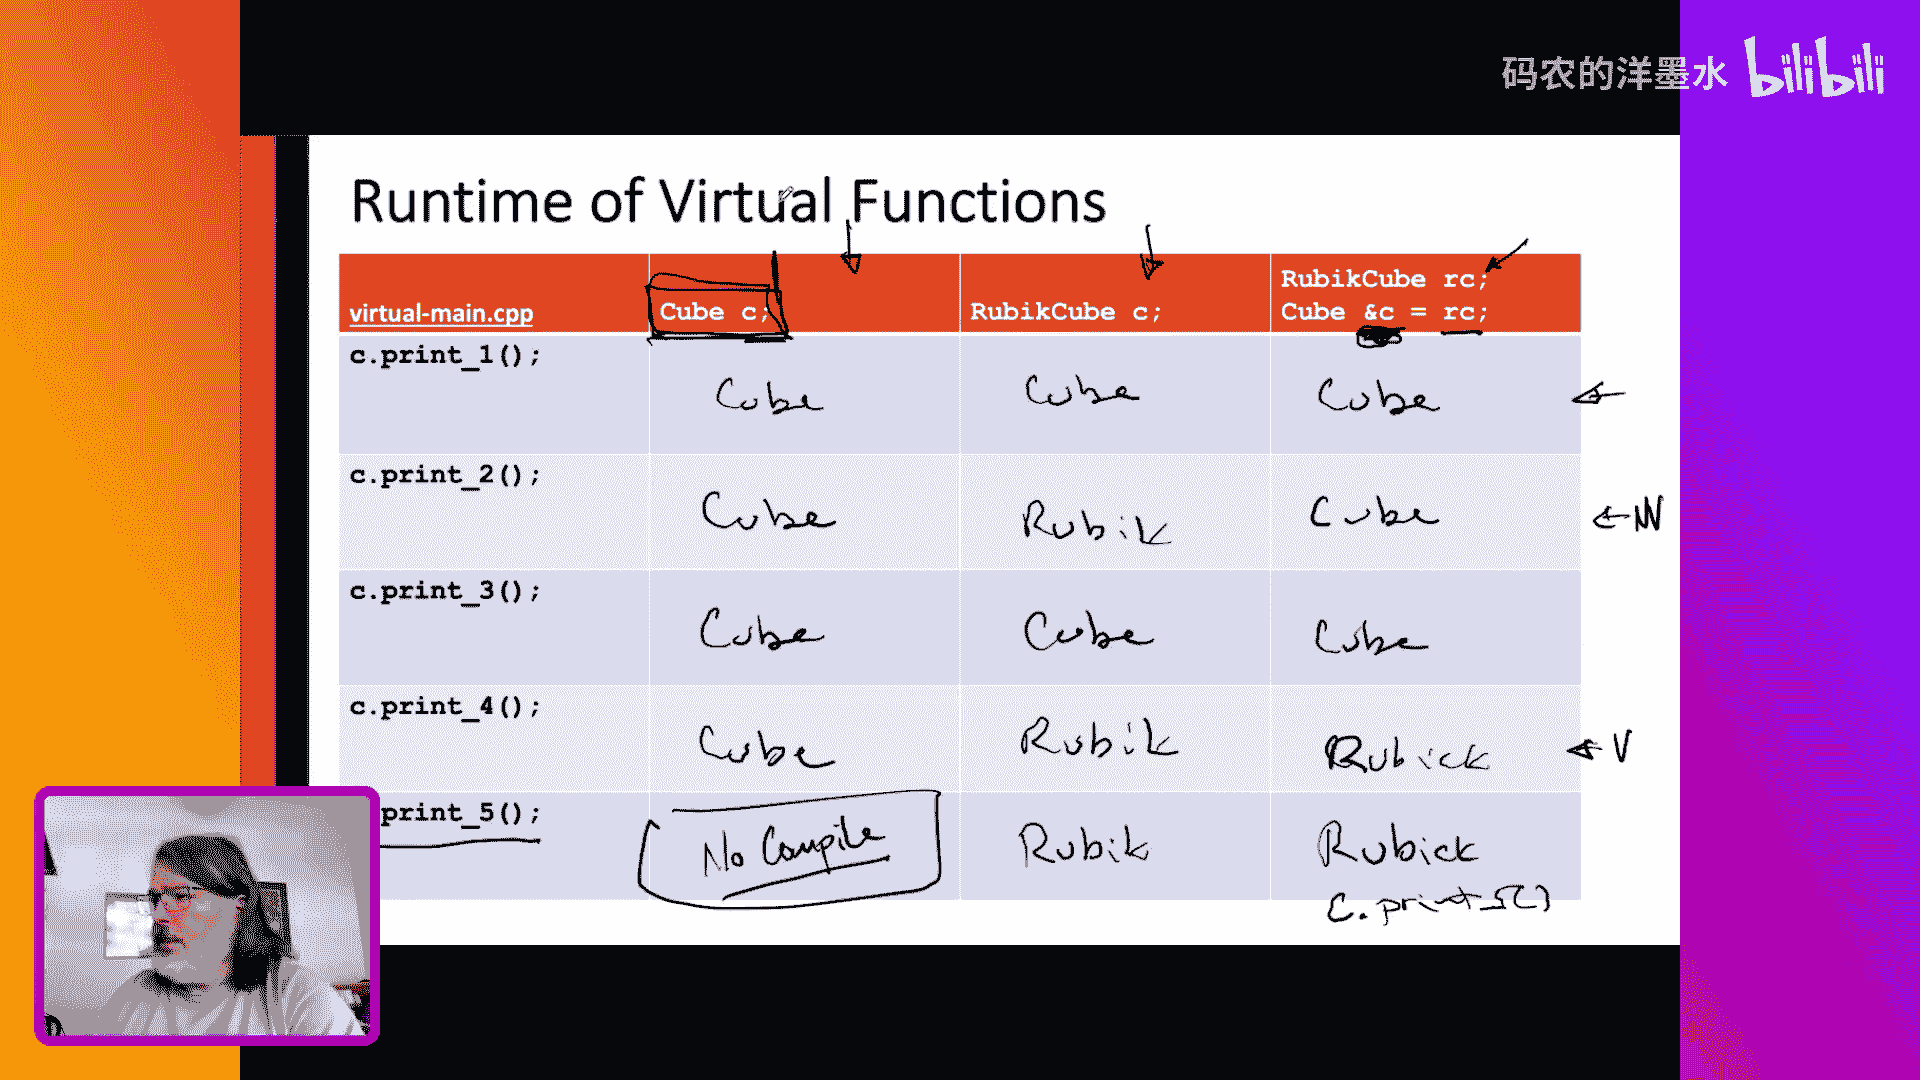 码农的洋墨水 bilibili
Runtime of Virtual Functions
virtual-main.cpp
Cube c;
RubikCube c;
RubikCube rc;
Cube &c = rc;
c.print_1();
Cube
Cube
Cube
c.print_2();
Cube
Rubik
Cube
NV
c.print_3();
Cube
Cube
Cube
c.print_4();
Cube
Rubik
Rubick
V
print_5();
No Compile
Rubik
Rubick
c.print_5()